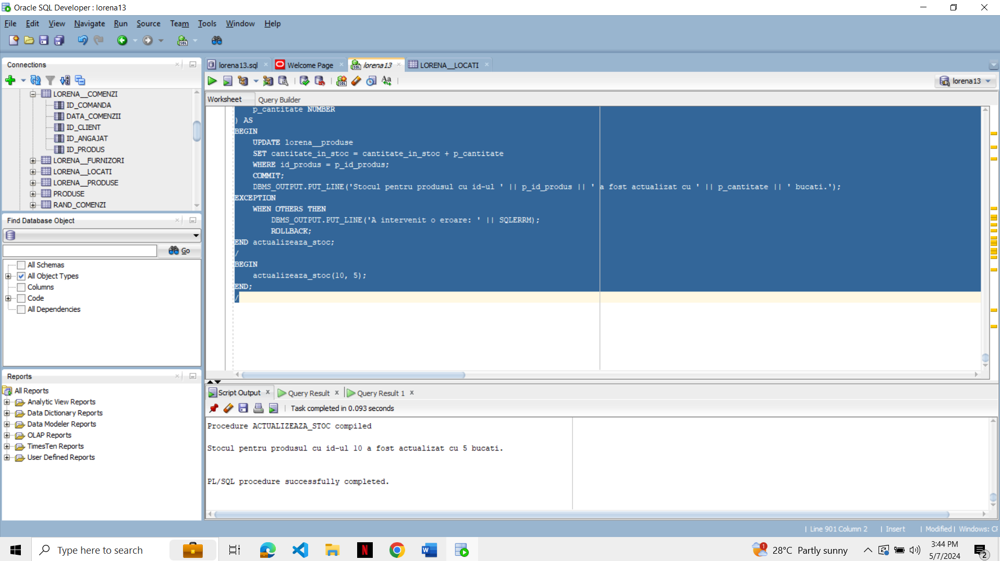 Oracle SQL Developer : lorena13
File Edit View Navigate Run Source Team Tools Window Help
Connections
LORENA__COMENZI
ID_COMANDA
DATA_COMENZII
ID_CLIENT
ID_ANGAJAT
ID_PRODUS
LORENA__FURNIZORI
LORENA__LOCATI
LORENA__PRODUSE
PRODUSE
RAND_COMENZI
Find Database Object
Go
All Schemas
All Object Types
Columns
Code
All Dependencies
Reports
All Reports
Analytic View Reports
Data Dictionary Reports
Data Modeler Reports
OLAP Reports
TimesTen Reports
User Defined Reports
lorena13.sql Welcome Page lorena13 LORENA__LOCATI
lorena13
Worksheet Query Builder
p_cantitate NUMBER
) AS
BEGIN
UPDATE lorena__produse
SET cantitate_in_stoc = cantitate_in_stoc + p_cantitate
WHERE id_produs = p_id_produs;
COMMIT;
DBMS_OUTPUT.PUT_LINE('Stocul pentru produsul cu id-ul ' || p_id_produs || ' a fost actualizat cu ' || p_cantitate || ' bucati.');
EXCEPTION
WHEN OTHERS THEN
DBMS_OUTPUT.PUT_LINE('A intervenit o eroare: ' || SQLERRM);
ROLLBACK;
END actualizeaza_stoc;
/
BEGIN
actualizeaza_stoc(10, 5);
END;
/
Script Output Query Result Query Result 1
Task completed in 0.093 seconds
Procedure ACTUALIZEAZA_STOC compiled
Stocul pentru produsul cu id-ul 10 a fost actualizat cu 5 bucati.
PL/SQL procedure successfully completed.
Line 901 Column 2 Insert Modified Windows:
Type here to search
28°C Partly sunny
3:44 PM
5/7/2024
2